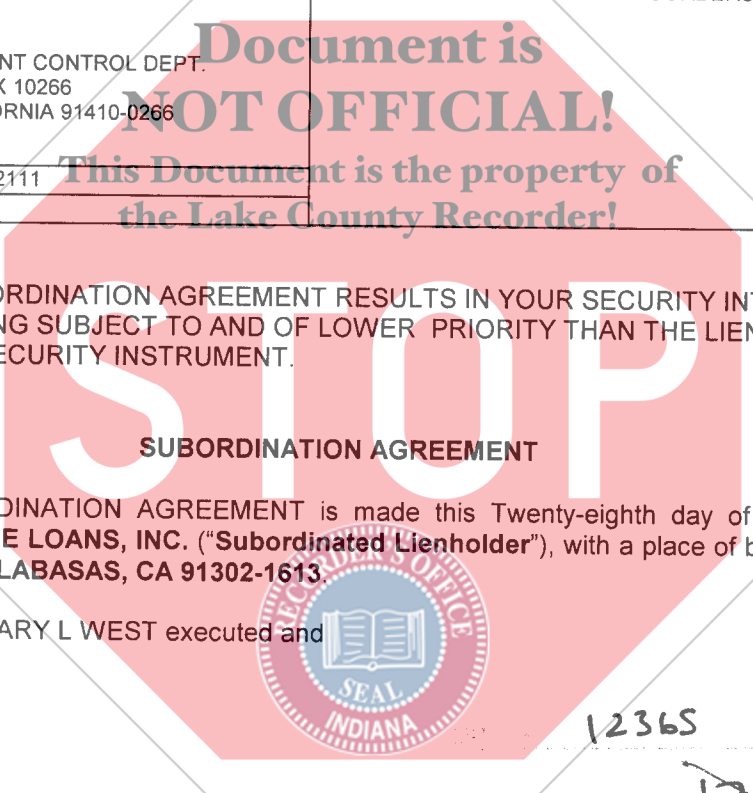 Document is
NT CONTROL DEPT.
X 10266
ORNIA 91410-0266
NOT OFFICIAL!
2111
This Document is the property of
the Lake County Recorder!
ORDINATION AGREEMENT RESULTS IN YOUR SECURITY INT
NG SUBJECT TO AND OF LOWER PRIORITY THAN THE LIEN
ECURITY INSTRUMENT.
STOP
SUBORDINATION AGREEMENT
DINATION AGREEMENT is made this Twenty-eighth day of
E LOANS, INC. ("Subordinated Lienholder"), with a place of b
LABASAS, CA 91302-1613.
ARY L WEST executed and
RECORDER'S OFFICE
SEAL
INDIANA
12365